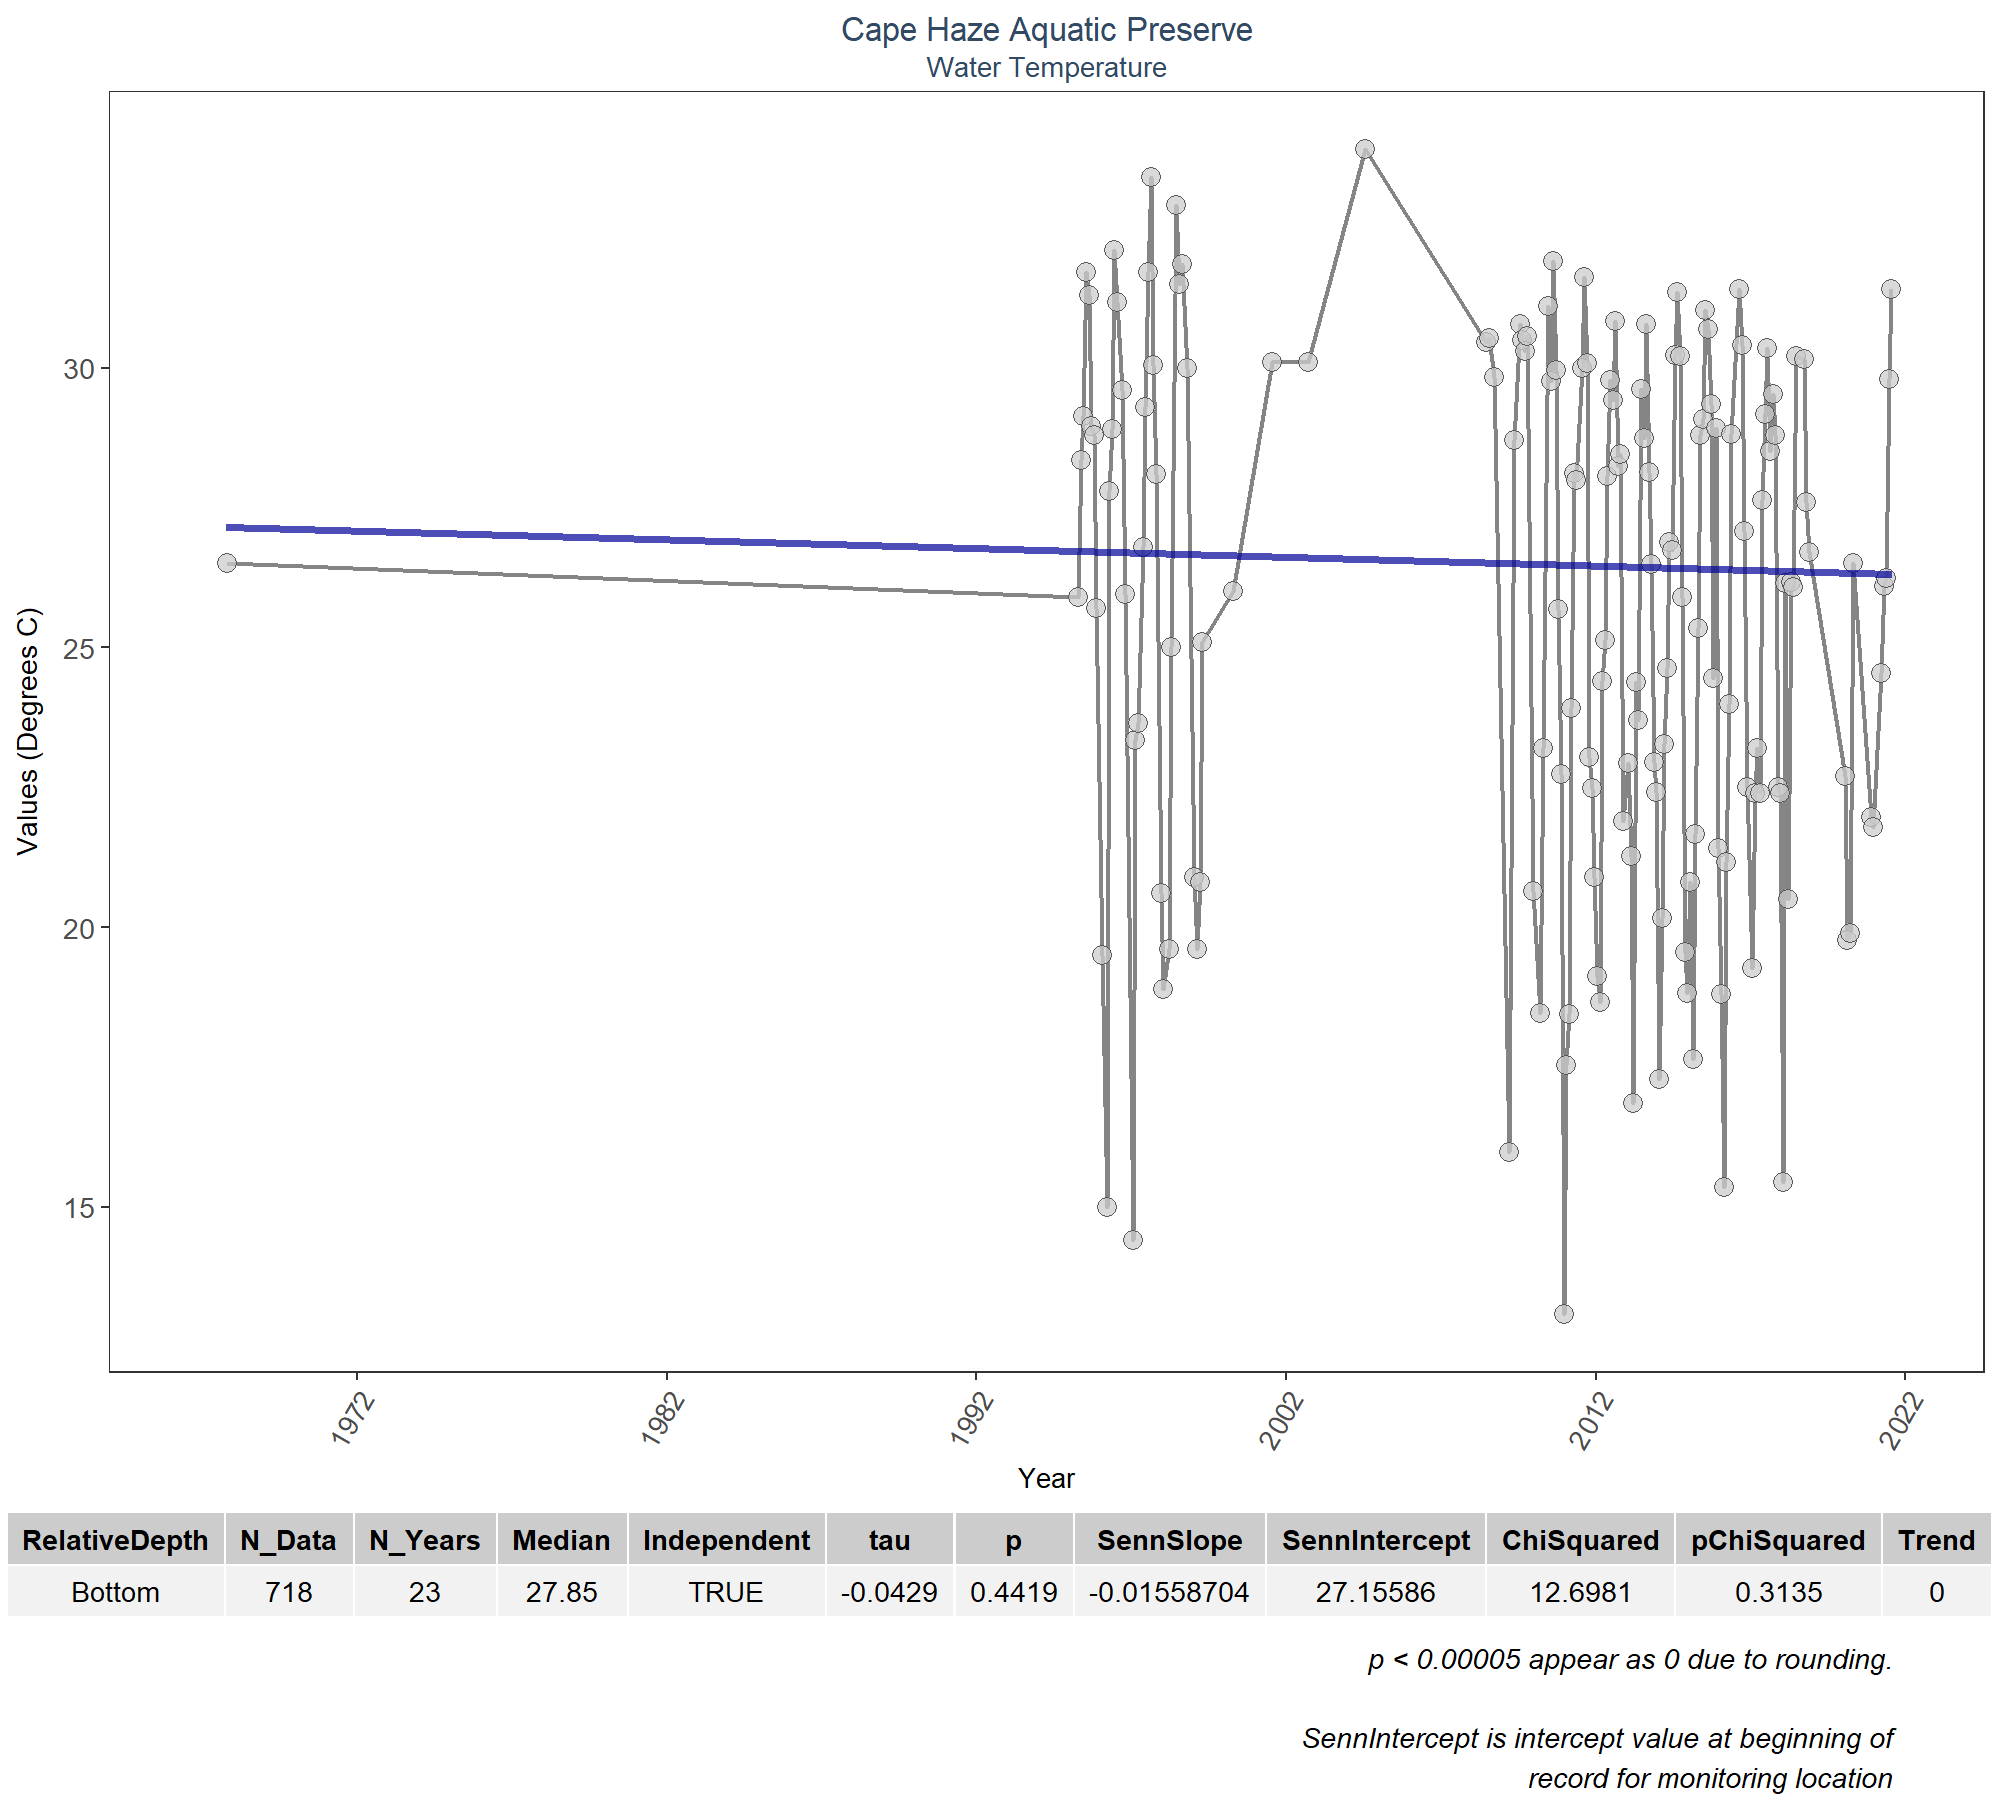 Cape Haze Aquatic Preserve
Water Temperature
Values (Degrees C)
30
25
20
15
1972
1982
1992
2002
2012
2022
Year
RelativeDepth N_Data N_Years Median Independent tau p SennSlope SennIntercept ChiSquared pChiSquared Trend
Bottom 718 23 27.85 TRUE -0.0429 0.4419 -0.01558704 27.15586 12.6981 0.3135 0
p < 0.00005 appear as 0 due to rounding.
SennIntercept is intercept value at beginning of
record for monitoring location